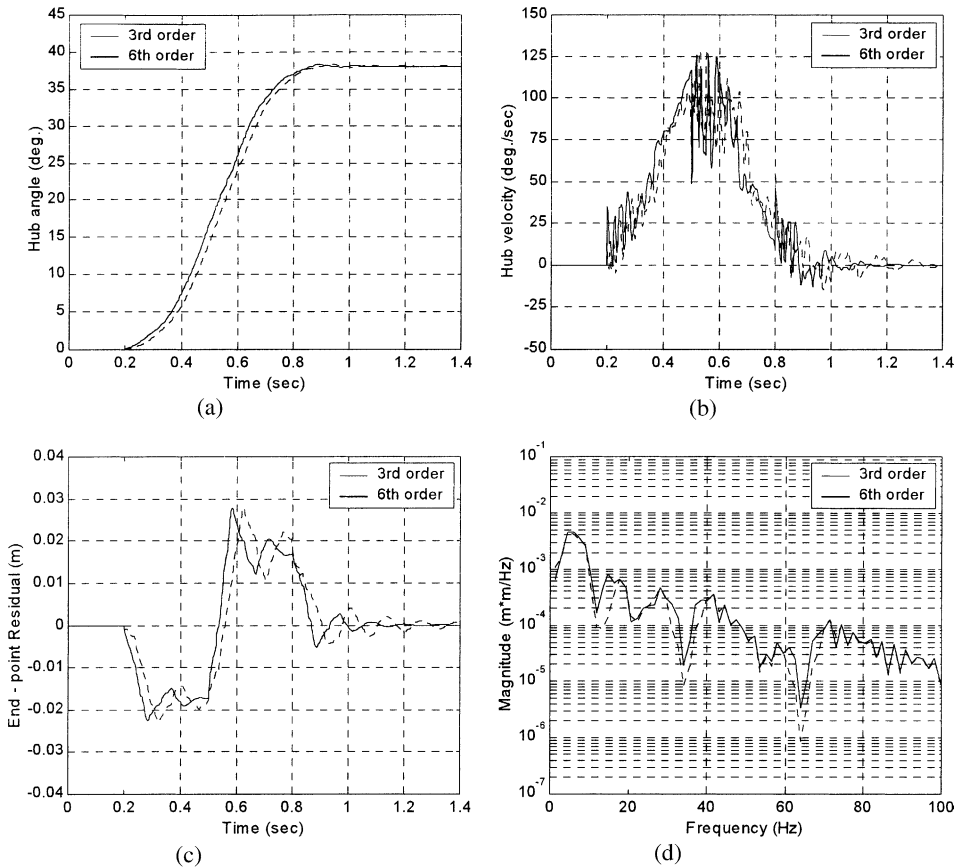 45
40
35
30
25
20
15
10
5
0
Hub angle (deg.)
3rd order
6th order
0 0.2 0.4 0.6 0.8 1 1.2 1.4
Time (sec)
(a)
150
125
100
75
50
25
0
-25
-50
Hub velocity (deg./sec)
3rd order
6th order
0 0.2 0.4 0.6 0.8 1 1.2 1.4
Time (sec)
(b)
0.04
0.03
0.02
0.01
0
-0.01
-0.02
-0.03
-0.04
End - point Residual (m)
3rd order
6th order
0 0.2 0.4 0.6 0.8 1 1.2 1.4
Time (sec)
(c)
10-1
10-2
10-3
10-4
10-5
10-6
10-7
Magnitude (m*m/Hz)
3rd order
6th order
0 20 40 60 80 100
Frequency (Hz)
(d)